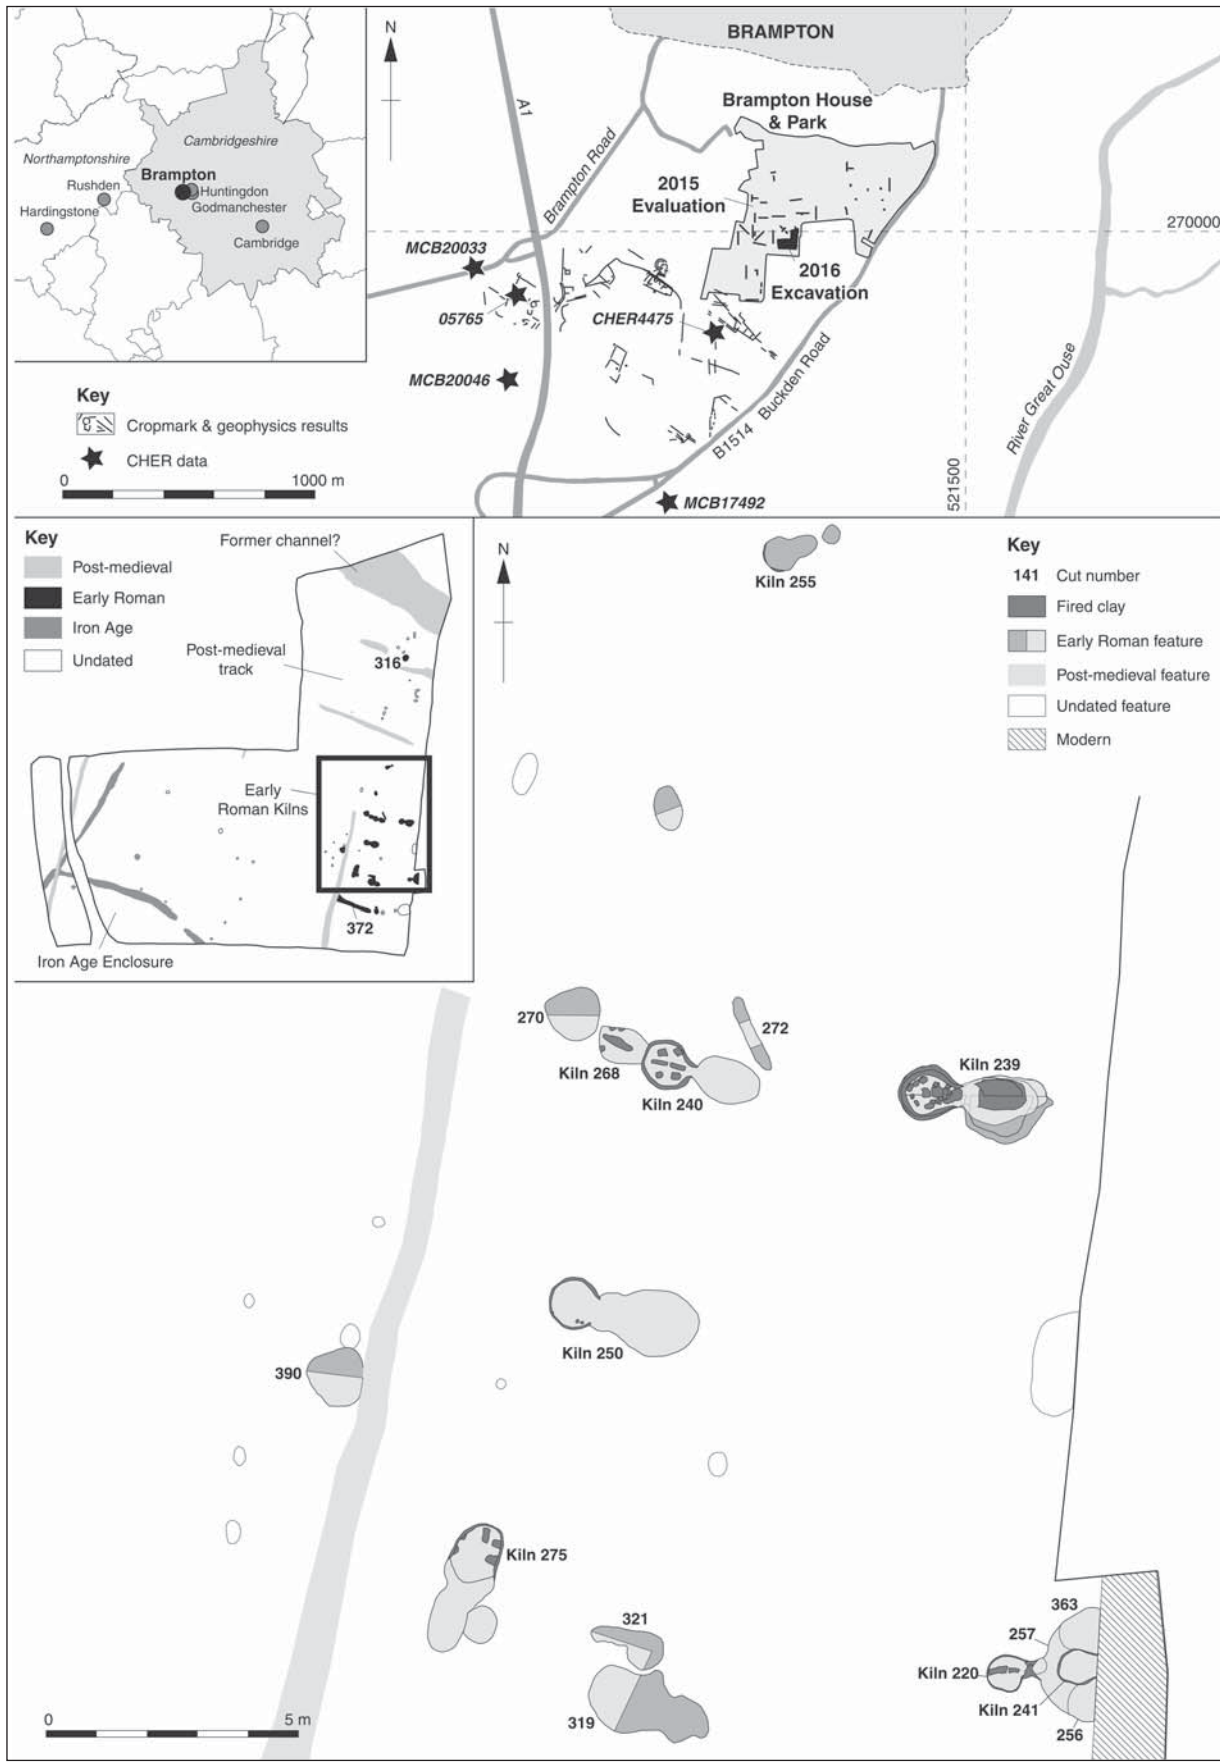 Northamptonshire
Cambridgeshire
Rushden
Brampton
Huntingdon
Hardingstone
Godmanchester
Cambridge
Key
Cropmark & geophysics results
CHER data
0
1000 m
N
A1
BRAMPTON
Brampton House
& Park
Brampton Road
2015
Evaluation
270000
MCB20033
2016
Excavation
05765
CHER4475
MCB20046
Buckden Road
B1514
River Great Ouse
521500
MCB17492
Key
Post-medieval
Early Roman
Iron Age
Undated
Former channel?
Post-medieval
track
316
Early
Roman Kilns
372
Iron Age Enclosure
N
Kiln 255
Key
141
Cut number
Fired clay
Early Roman feature
Post-medieval feature
Undated feature
Modern
270
272
Kiln 268
Kiln 240
Kiln 239
Kiln 250
390
Kiln 275
321
319
363
257
Kiln 220
Kiln 241
256
0
5 m